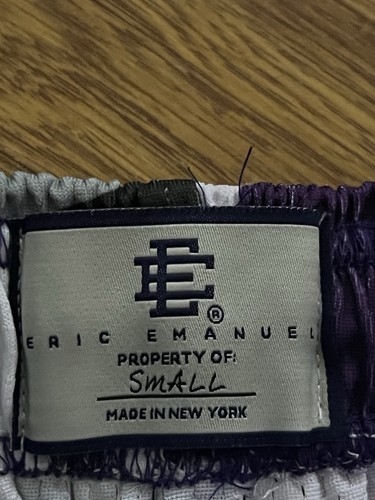 EE®
ERIC EMANUEL
PROPERTY OF:
SMALL
MADE IN NEW YORK